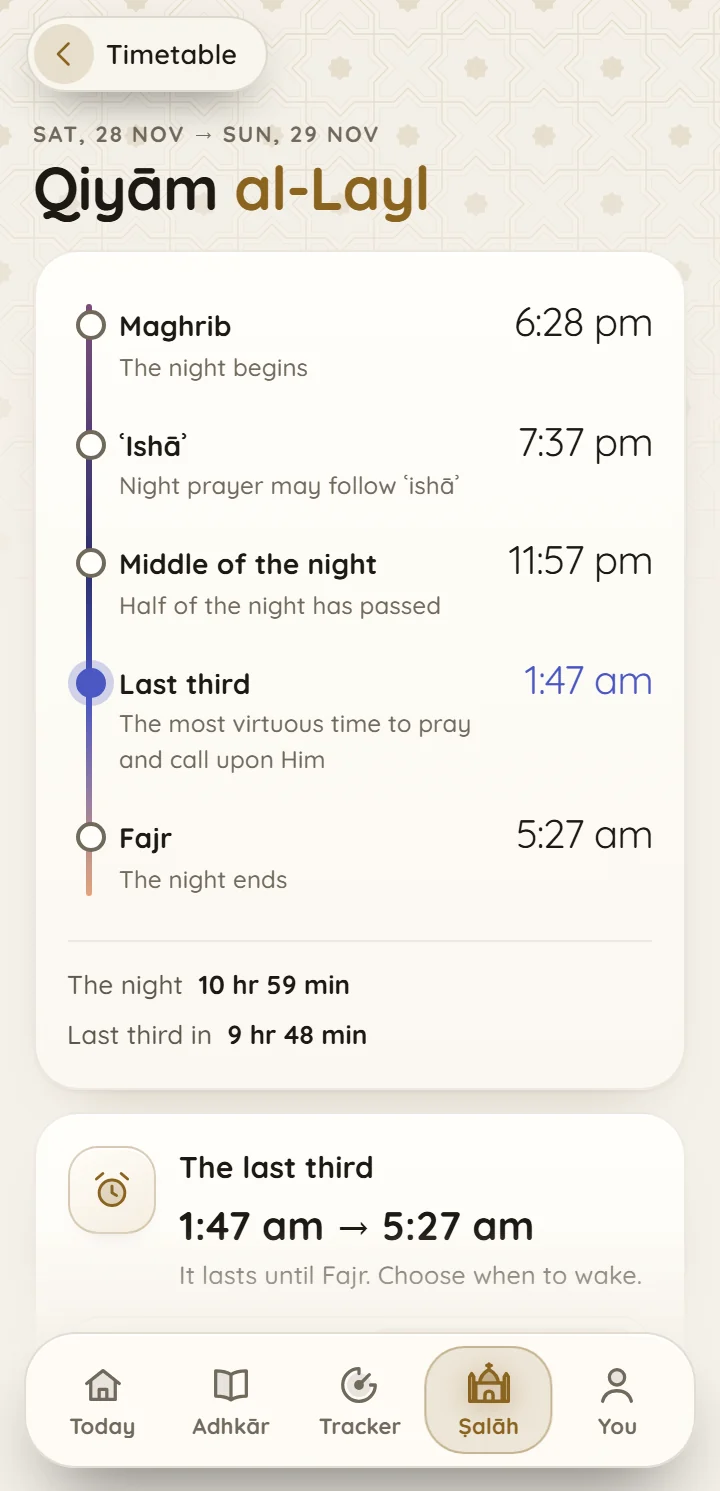 Timetable
SAT, 28 NOV → SUN, 29 NOV
Qiyām al-Layl
Maghrib 6:28 pm
The night begins
ʿIshāʾ 7:37 pm
Night prayer may follow ʿishāʾ
Middle of the night 11:57 pm
Half of the night has passed
Last third 1:47 am
The most virtuous time to pray
and call upon Him
Fajr 5:27 am
The night ends
The night 10 hr 59 min
Last third in 9 hr 48 min
The last third
1:47 am → 5:27 am
It lasts until Fajr. Choose when to wake.
Today Adhkār Tracker Ṣalāh You